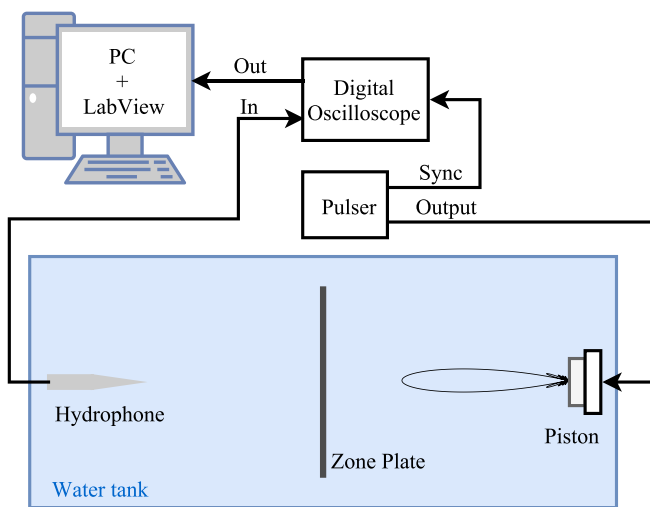 PC
+
LabView
Out
In
Digital
Oscilloscope
Sync
Pulser
Output
Hydrophone
Zone Plate
Piston
Water tank